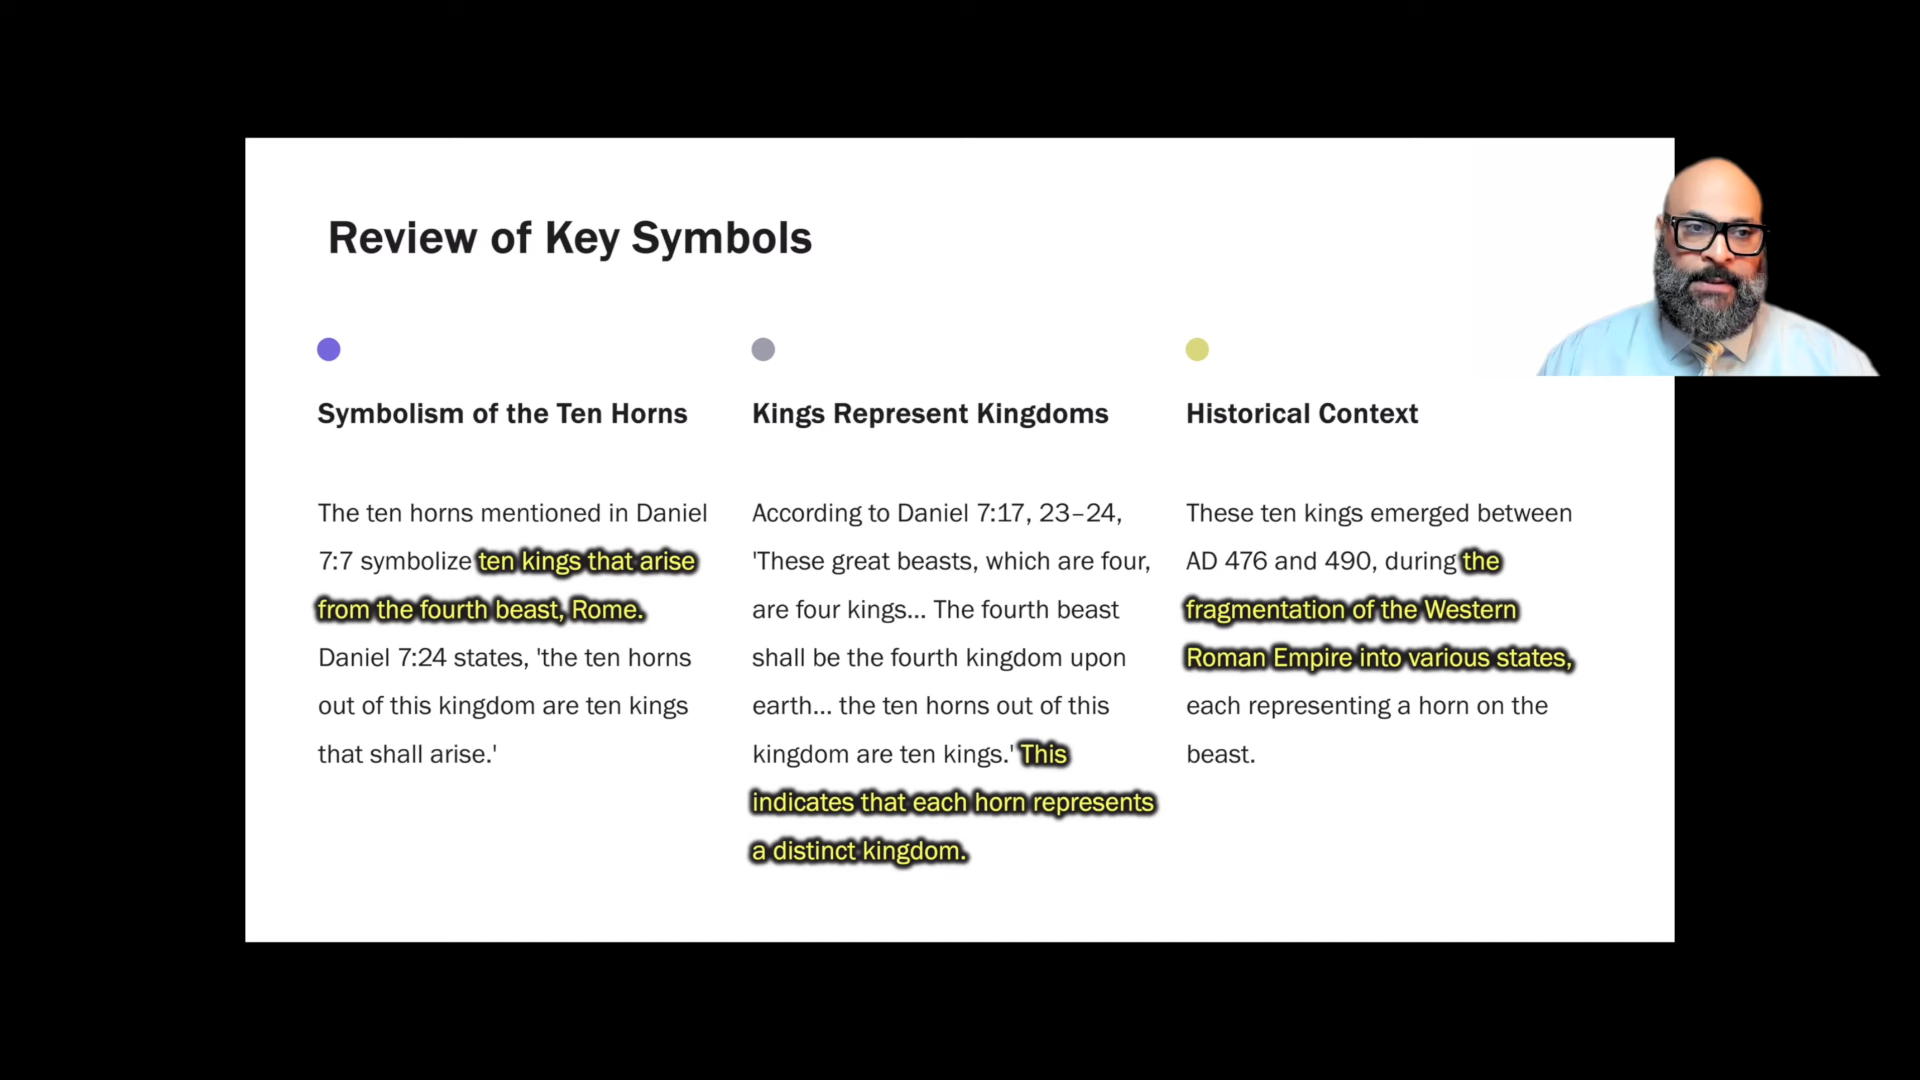 Review of Key Symbols
Symbolism of the Ten Horns
The ten horns mentioned in Daniel
7:7 symbolize ten kings that arise
from the fourth beast, Rome.
Daniel 7:24 states, 'the ten horns
out of this kingdom are ten kings
that shall arise.'
Kings Represent Kingdoms
According to Daniel 7:17, 23–24,
'These great beasts, which are four,
are four kings... The fourth beast
shall be the fourth kingdom upon
earth... the ten horns out of this
kingdom are ten kings.' This
indicates that each horn represents
a distinct kingdom.
Historical Context
These ten kings emerged between
AD 476 and 490, during the
fragmentation of the Western
Roman Empire into various states,
each representing a horn on the
beast.